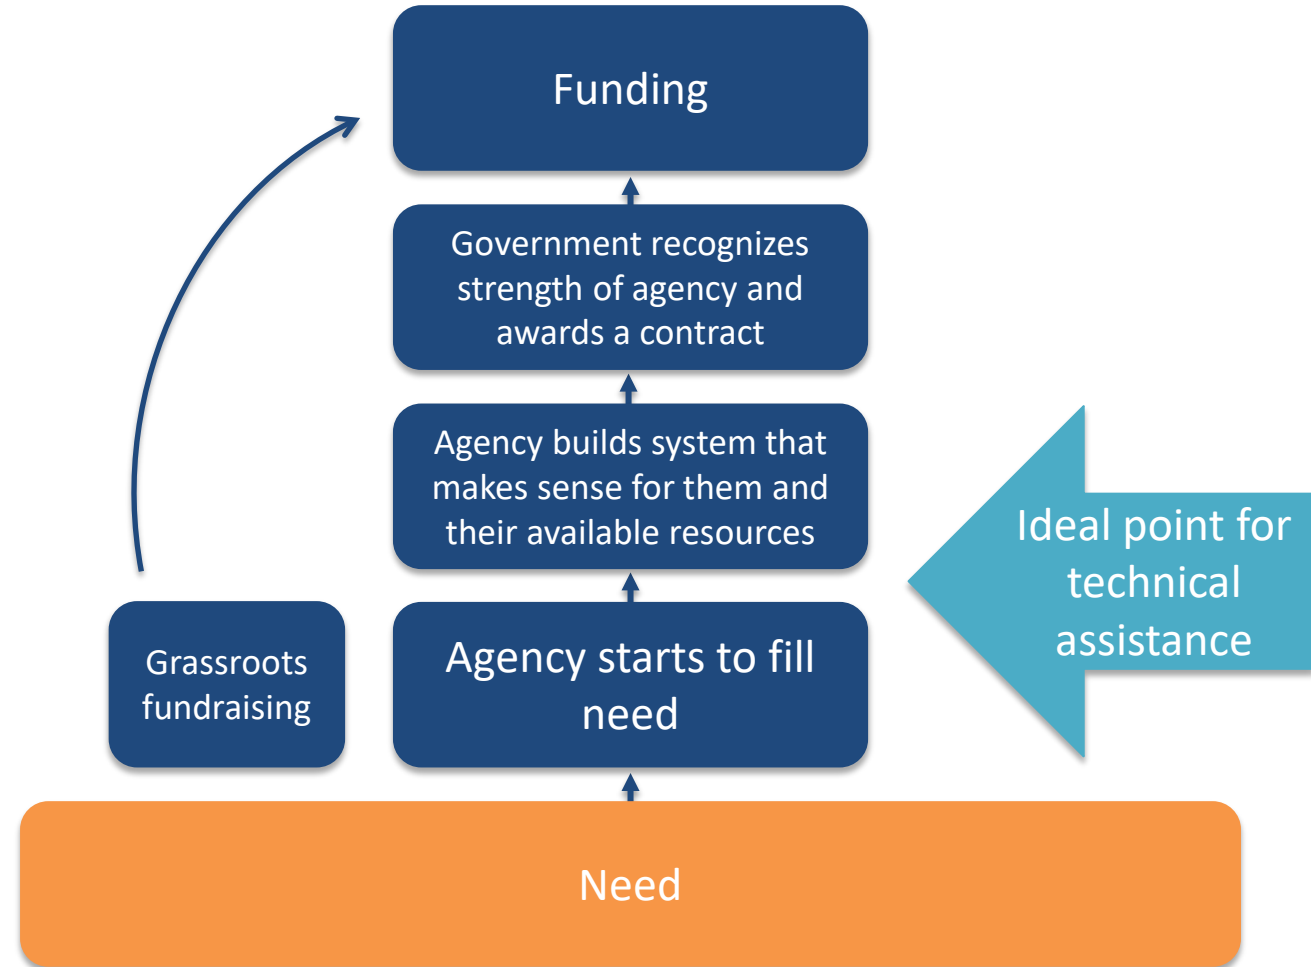 Funding
Government recognizes
strength of agency and
awards a contract
Agency builds system that
makes sense for them and
their available resources
Ideal point for
technical
assistance
Grassroots
fundraising
Agency starts to fill
need
Need